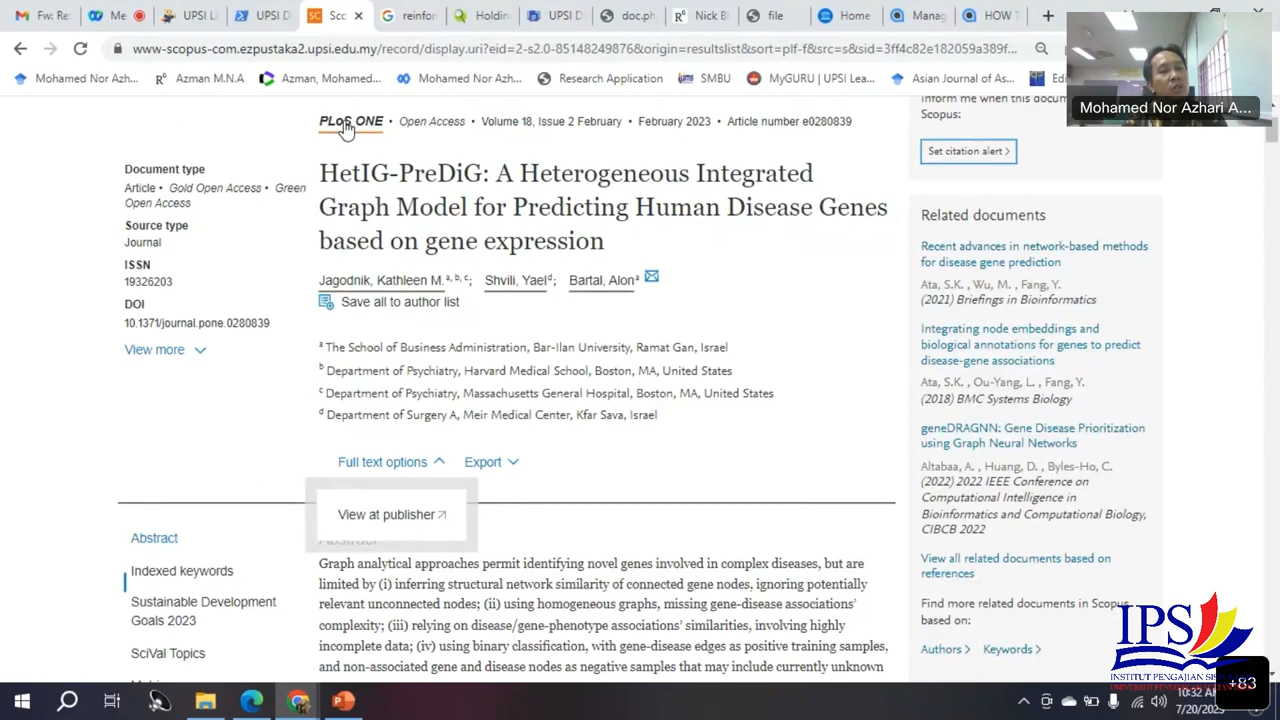 Fw: Re
Me
UPSI Li
UPSI D
Sco
reinfor
Holdin
UPSI D
doc.ph
Nick B
file
Home
Manag
HOW T
www-scopus-com.ezpustaka2.upsi.edu.my/record/display.uri?eid=2-s2.0-85148249876&origin=resultslist&sort=plf-f&src=s&sid=3ff4c82e182059a389f...
Mohamed Nor Azh...
Azman M.N.A
Azman, Mohamed...
Mohamed Nor Azh...
Research Application
SMBU
MyGURU | UPSI Lea...
Asian Journal of As...
Edi
Mohamed Nor Azhari A...
PLoS ONE • Open Access • Volume 18, Issue 2 February • February 2023 • Article number e0280839
Document type
Article • Gold Open Access • Green
Open Access
Source type
Journal
ISSN
19326203
DOI
10.1371/journal.pone.0280839
View more
HetIG-PreDiG: A Heterogeneous Integrated
Graph Model for Predicting Human Disease Genes
based on gene expression
Jagodnik, Kathleen M.a, b, c; Shvili, Yaeld; Bartal, Alona
Save all to author list
a The School of Business Administration, Bar-Ilan University, Ramat Gan, Israel
b Department of Psychiatry, Harvard Medical School, Boston, MA, United States
c Department of Psychiatry, Massachusetts General Hospital, Boston, MA, United States
d Department of Surgery A, Meir Medical Center, Kfar Sava, Israel
Full text options
Export
View at publisher
Abstract
Indexed keywords
Sustainable Development
Goals 2023
SciVal Topics
Abstract
Graph analytical approaches permit identifying novel genes involved in complex diseases, but are
limited by (i) inferring structural network similarity of connected gene nodes, ignoring potentially
relevant unconnected nodes; (ii) using homogeneous graphs, missing gene-disease associations'
complexity; (iii) relying on disease/gene-phenotype associations' similarities, involving highly
incomplete data; (iv) using binary classification, with gene-disease edges as positive training samples,
and non-associated gene and disease nodes as negative samples that may include currently unknown
Inform me when this docum
Scopus:
Set citation alert
Related documents
Recent advances in network-based methods
for disease gene prediction
Ata, S.K. , Wu, M. , Fang, Y.
(2021) Briefings in Bioinformatics
Integrating node embeddings and
biological annotations for genes to predict
disease-gene associations
Ata, S.K. , Ou-Yang, L. , Fang, Y.
(2018) BMC Systems Biology
geneDRAGNN: Gene Disease Prioritization
using Graph Neural Networks
Altabaa, A. , Huang, D. , Byles-Ho, C.
(2022) 2022 IEEE Conference on
Computational Intelligence in
Bioinformatics and Computational Biology,
CIBCB 2022
View all related documents based on
references
Find more related documents in Scopus
based on:
Authors
Keywords
IPS
INSTITUT PENGAJIAN SIS
+83
10:32
7/20/20